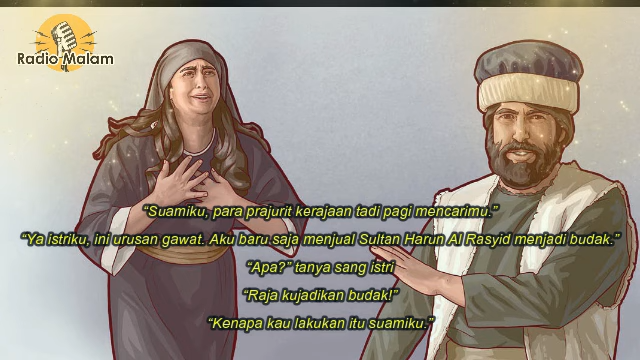 Radio Malam
“Suamiku, para prajurit kerajaan tadi pagi mencarimu.”
“Ya istriku, ini urusan gawat. Aku baru saja menjual Sultan Harun Al Rasyid menjadi budak.”
“Apa?” tanya sang istri
“Raja kujadikan budak!”
“Kenapa kau lakukan itu suamiku.”